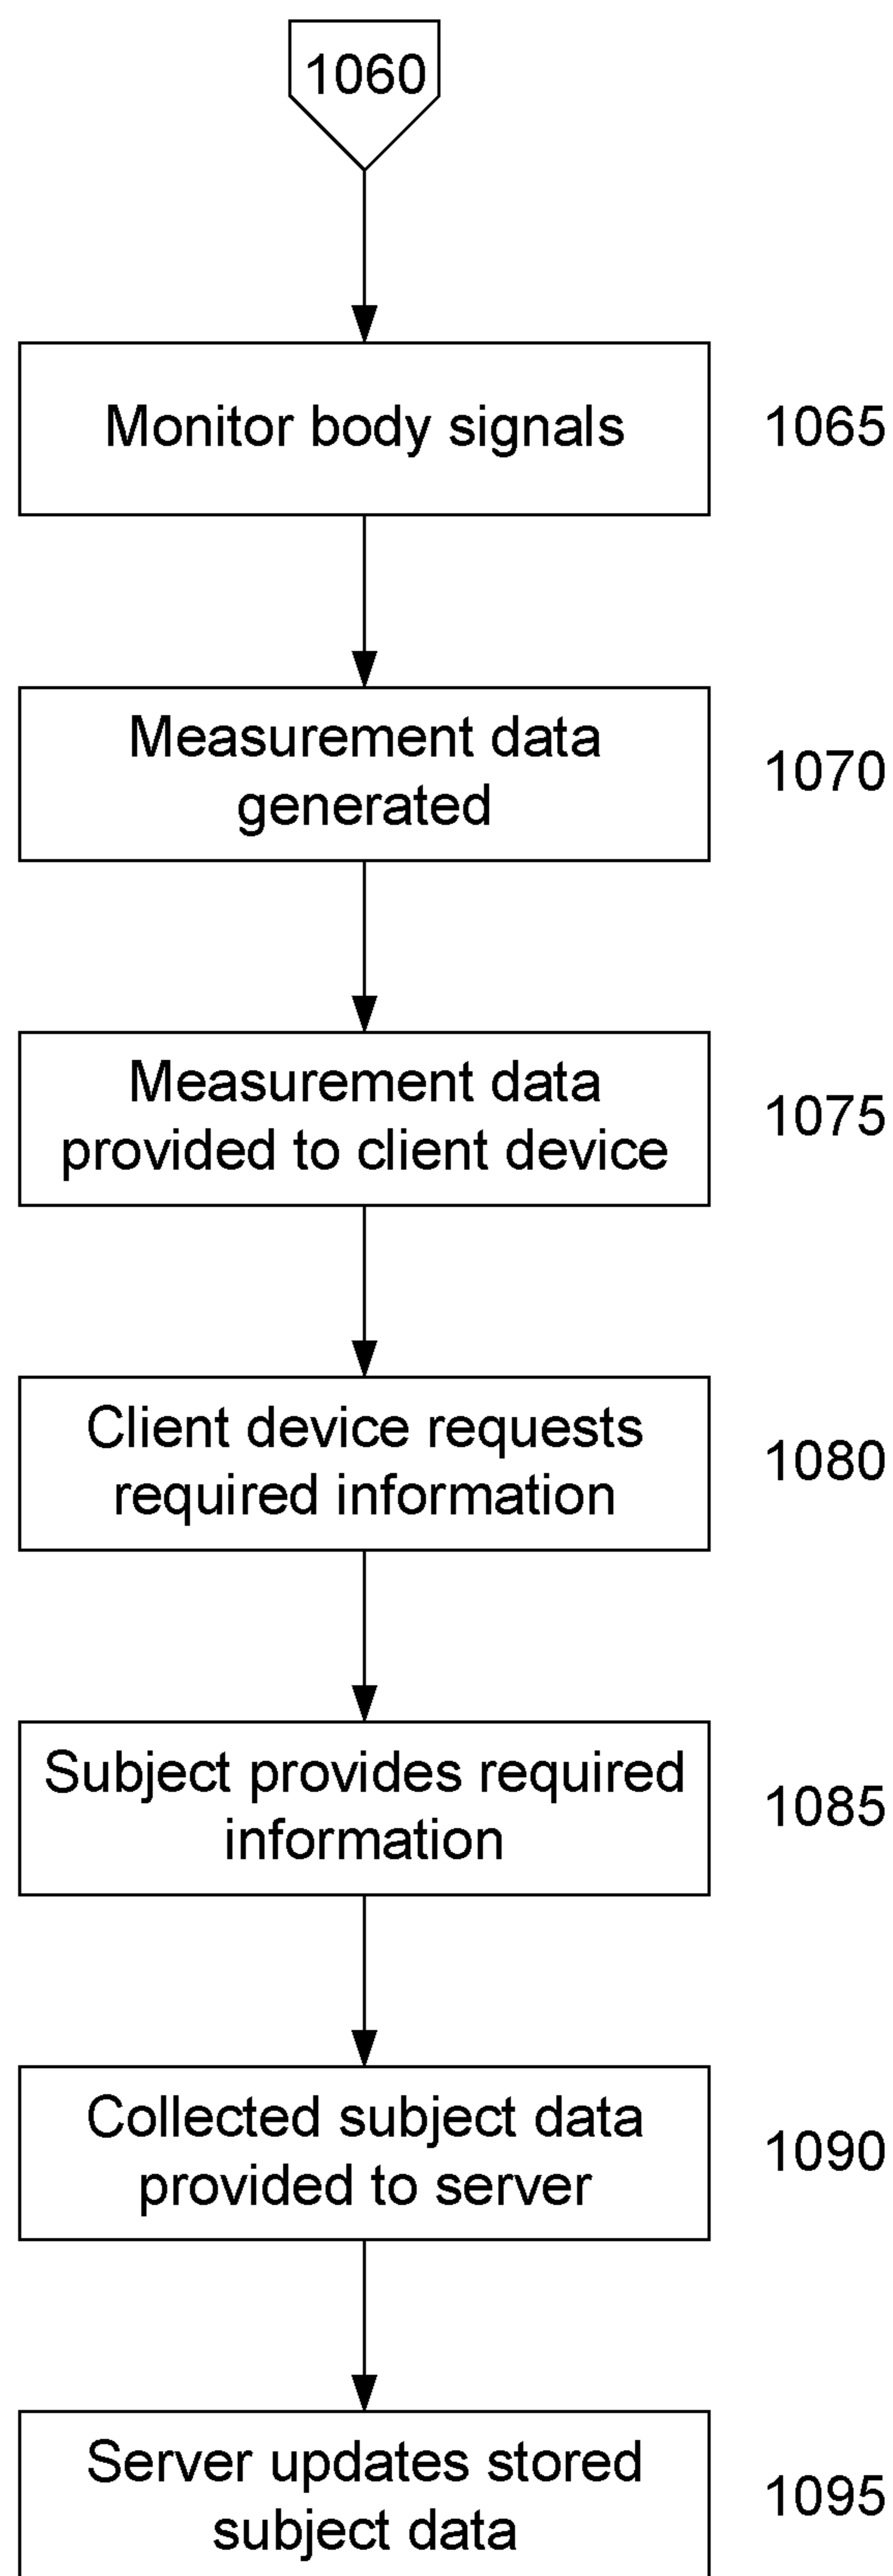 1060
Monitor body signals
1065
Measurement data
generated
1070
Measurement data
provided to client device
1075
Client device requests
required information
1080
Subject provides required
information
1085
Collected subject data
provided to server
1090
Server updates stored
subject data
1095